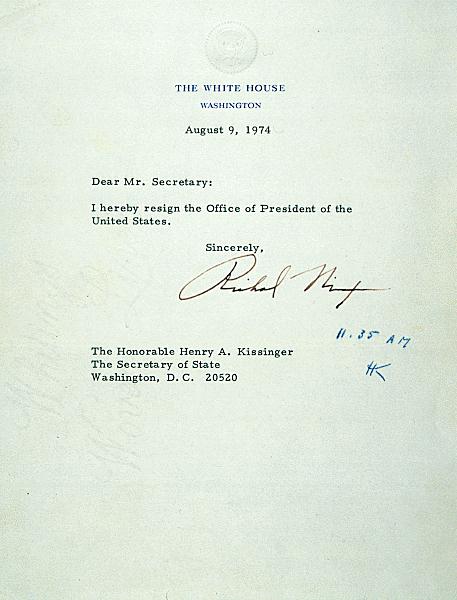 THE WHITE HOUSE
WASHINGTON
August 9, 1974
Dear Mr. Secretary:
I hereby resign the Office of President of the
United States.
Sincerely,
Richard Nixon
11.35 AM
HK
The Honorable Henry A. Kissinger
The Secretary of State
Washington, D.C. 20520